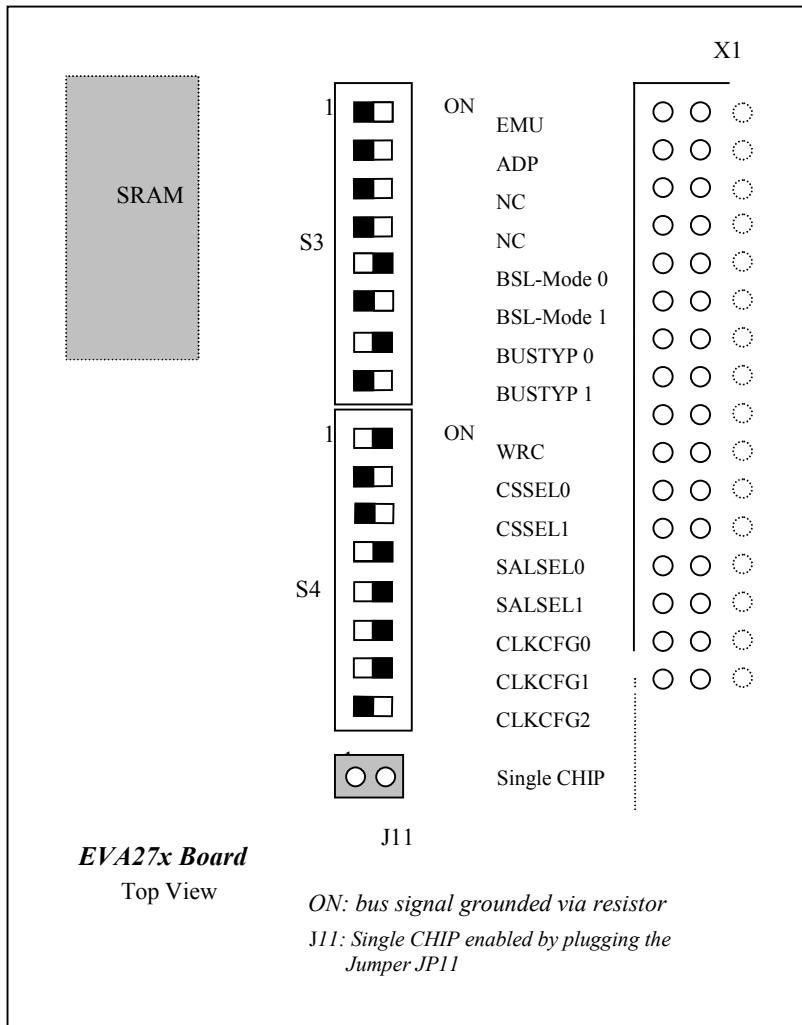 X1
1
ON
EMU
ADP
SRAM
NC
S3
NC
BSL-Mode 0
BSL-Mode 1
BUSTYP 0
BUSTYP 1
1
ON
WRC
CSSEL0
CSSEL1
SALSEL0
S4
SALSEL1
CLKCFG0
CLKCFG1
CLKCFG2
Single CHIP
J11
EVA27x Board
Top View
ON: bus signal grounded via resistor
J11: Single CHIP enabled by plugging the
Jumper JP11